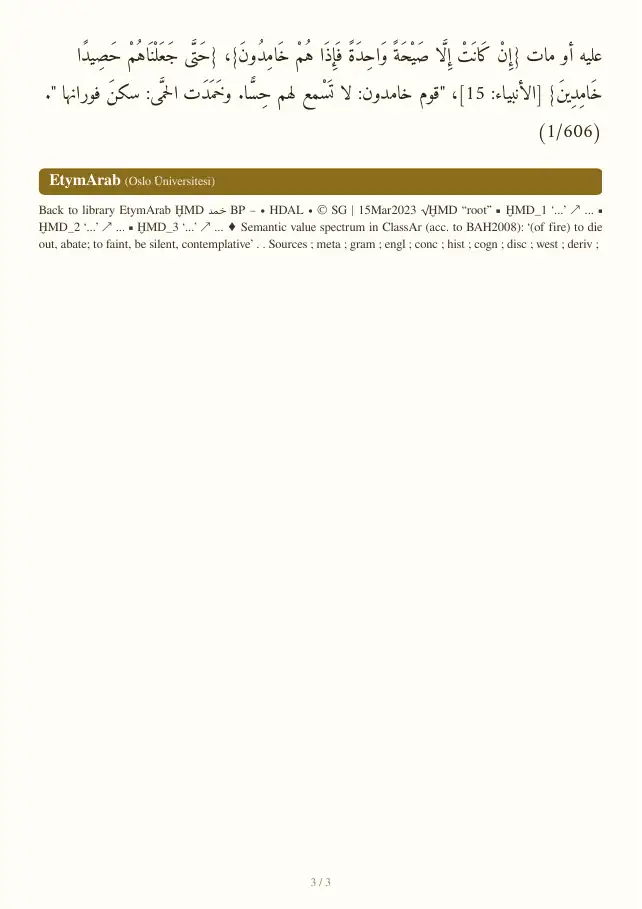 عليه أو مات {إِنْ كَانَتْ إِلَّا صَيْحَةً وَاحِدَةً فَإِذَا هُمْ خَامِدُونَ}، {حَتَّى جَعَلْنَاهُمْ حَصِيدًا
خَامِدِينَ} [الأنبياء: 15]، "قوم خامدون: لا تَسْمع لهم حِسًّا. وخَمَدَت الحمَّى: سكنَ فورانها ".
(1/606)
EtymArab (Oslo Üniversitesi)
Back to library EtymArab ḪMD خمد BP – • HDAL • © SG | 15Mar2023 √ḪMD “root” ▪ ḪMD_1 ‘...’ ↗ ... ▪
ḪMD_2 ‘...’ ↗ ... ▪ ḪMD_3 ‘...’ ↗ ... ♦ Semantic value spectrum in ClassAr (acc. to BAH2008): ‘(of fire) to die
out, abate; to faint, be silent, contemplative’ . . Sources ; meta ; gram ; engl ; conc ; hist ; cogn ; disc ; west ; deriv ;
3 / 3